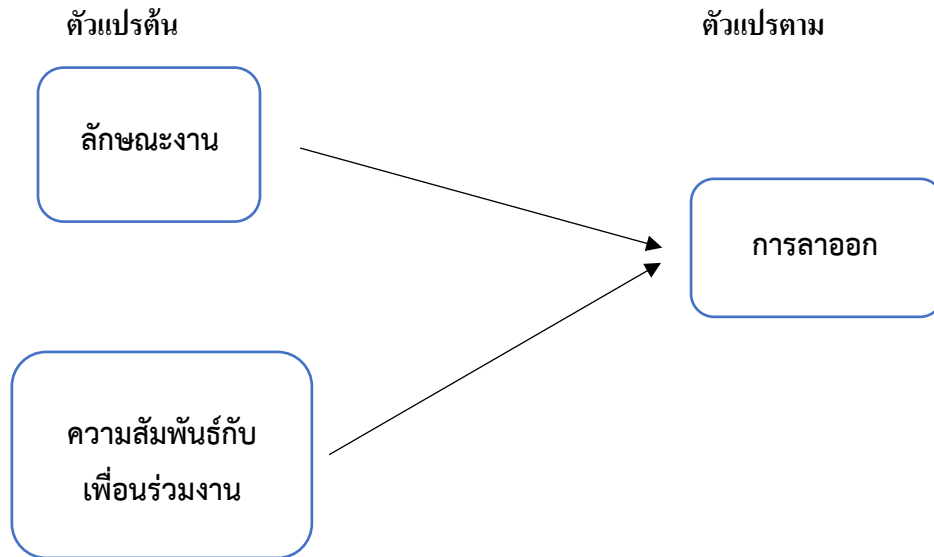 ตัวแปรต้น
ตัวแปรตาม
ลักษณะงาน
การลาออก
ความสัมพันธ์กับ
เพื่อนร่วมงาน